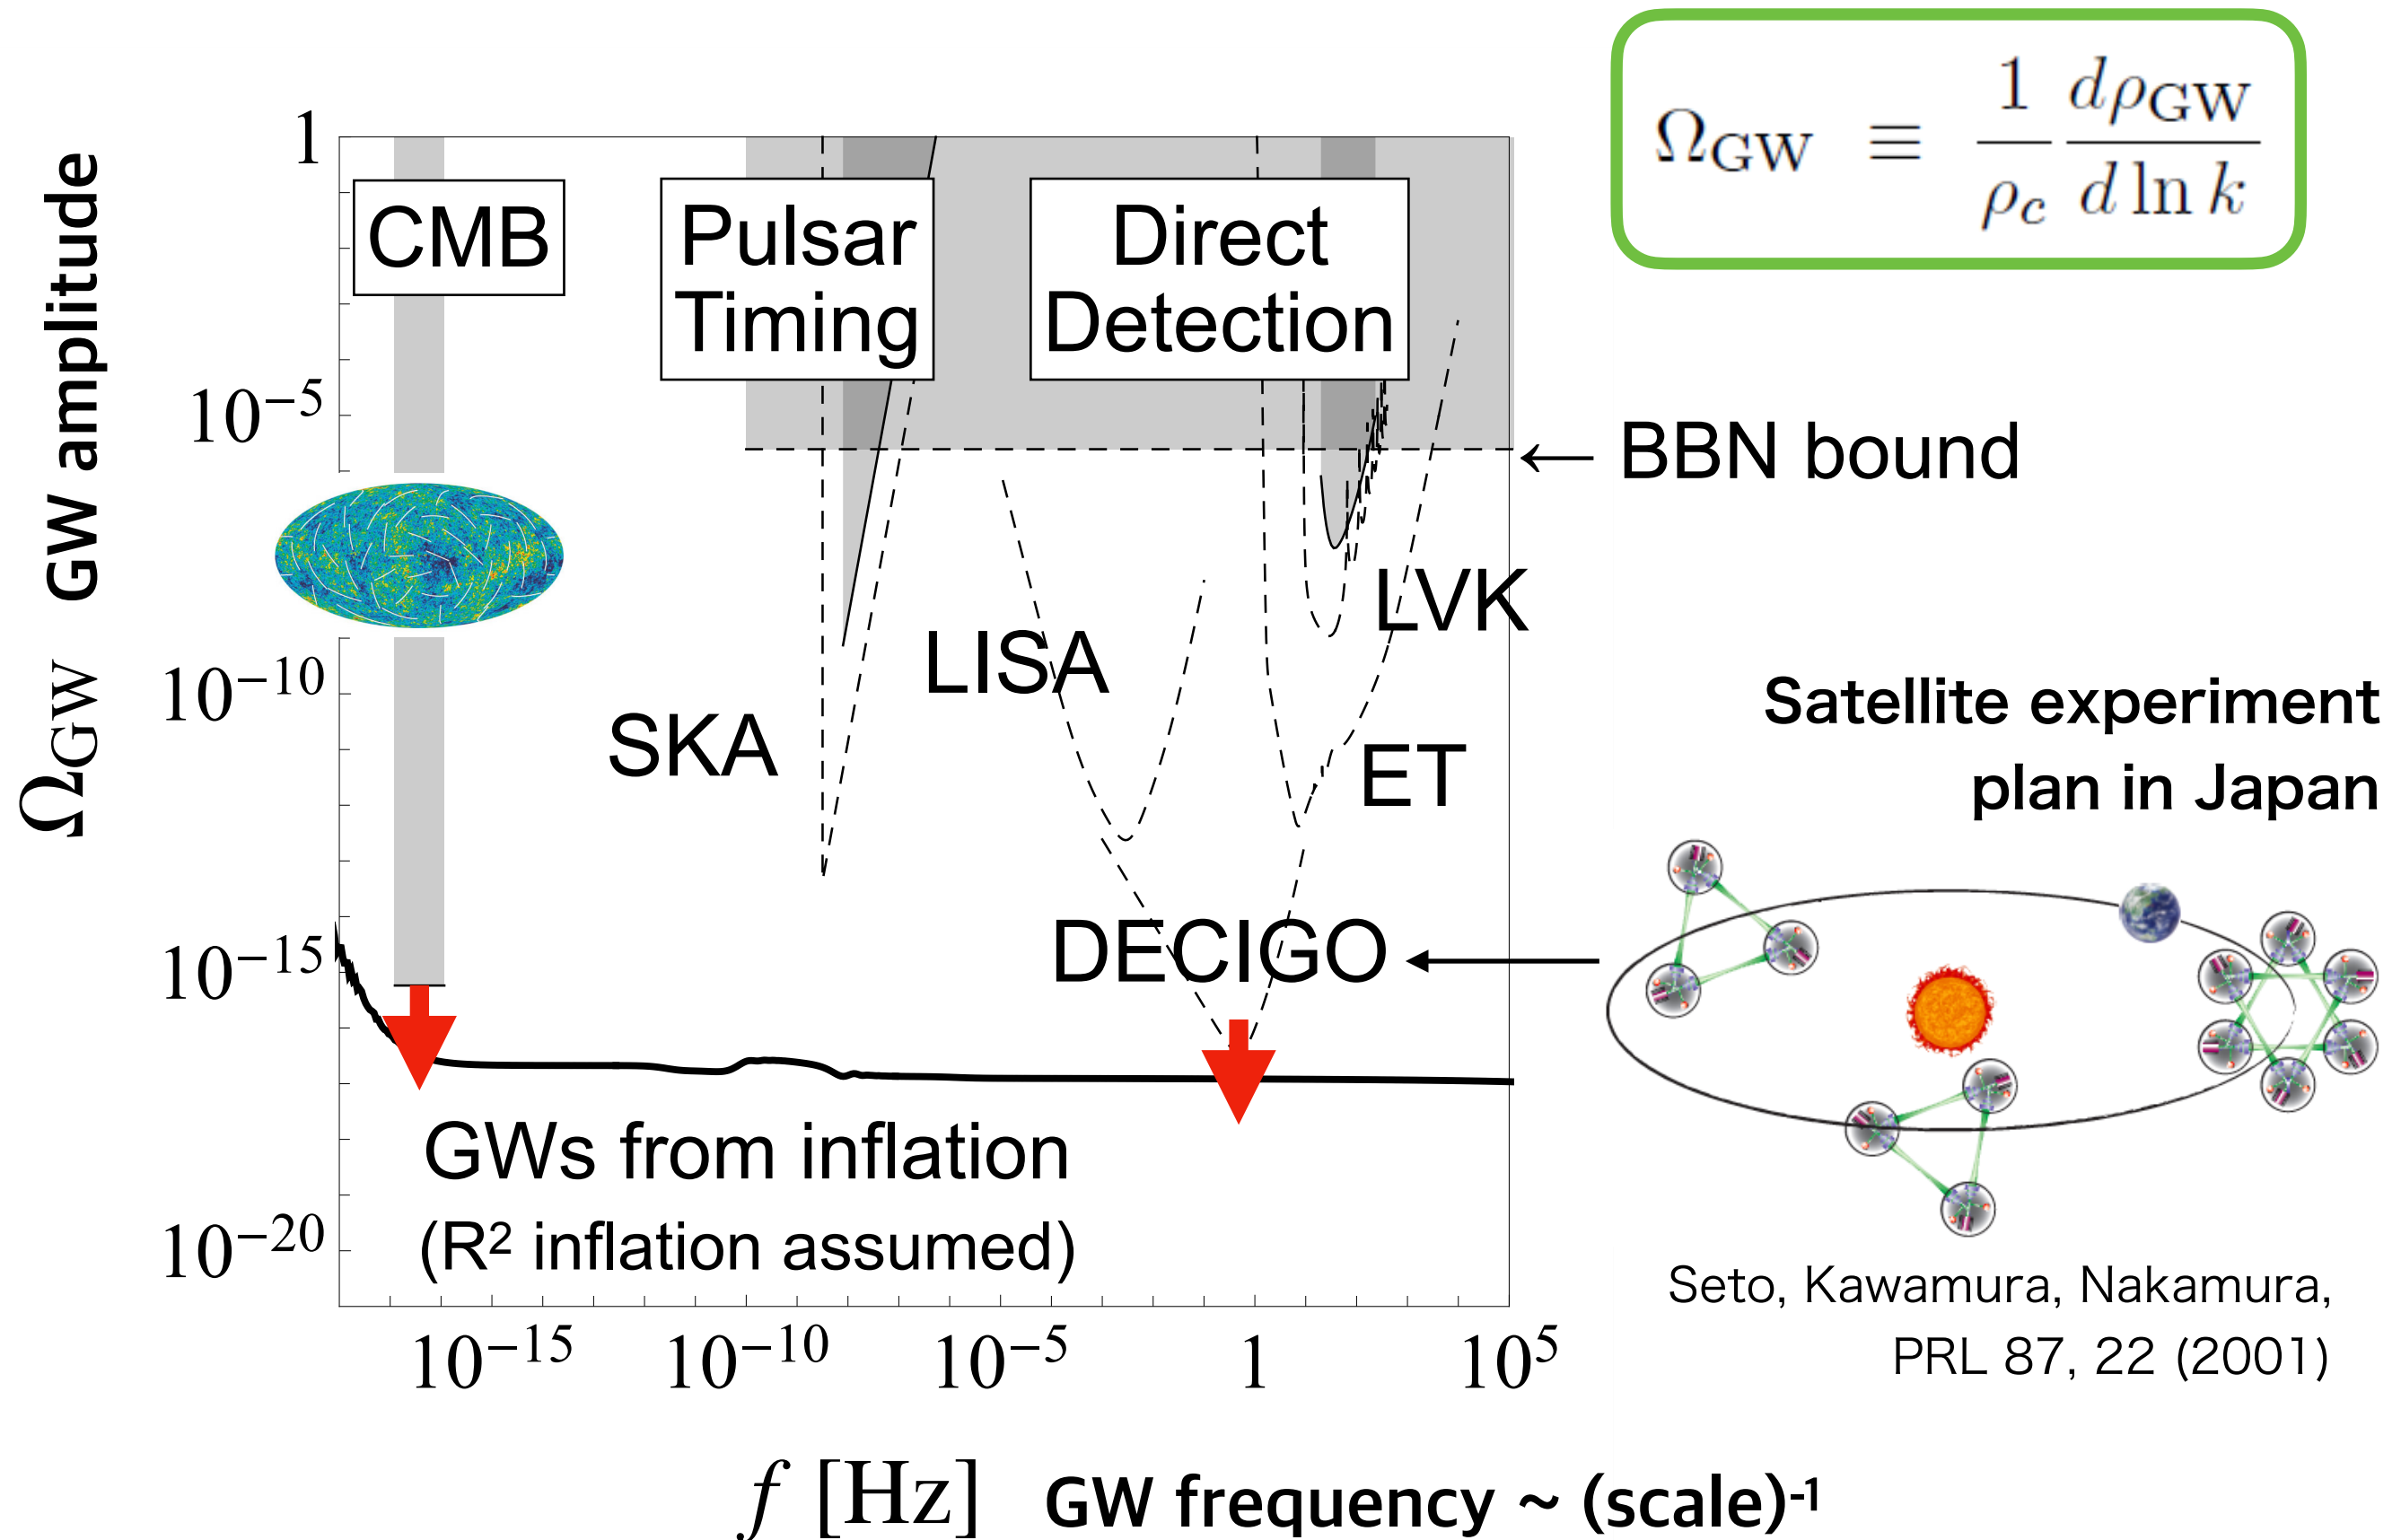 Ω_GW ≡ 1/ρ_c dρ_GW/d ln k
GW amplitude
Ω_GW
1
10⁻⁵
10⁻¹⁰
10⁻¹⁵
10⁻²⁰
CMB
Pulsar
Timing
Direct
Detection
BBN bound
LVK
LISA
SKA
ET
DECIGO
Satellite experiment
plan in Japan
GWs from inflation
(R² inflation assumed)
Seto, Kawamura, Nakamura,
PRL 87, 22 (2001)
10⁻¹⁵
10⁻¹⁰
10⁻⁵
1
10⁵
f [Hz]
GW frequency ~ (scale)⁻¹